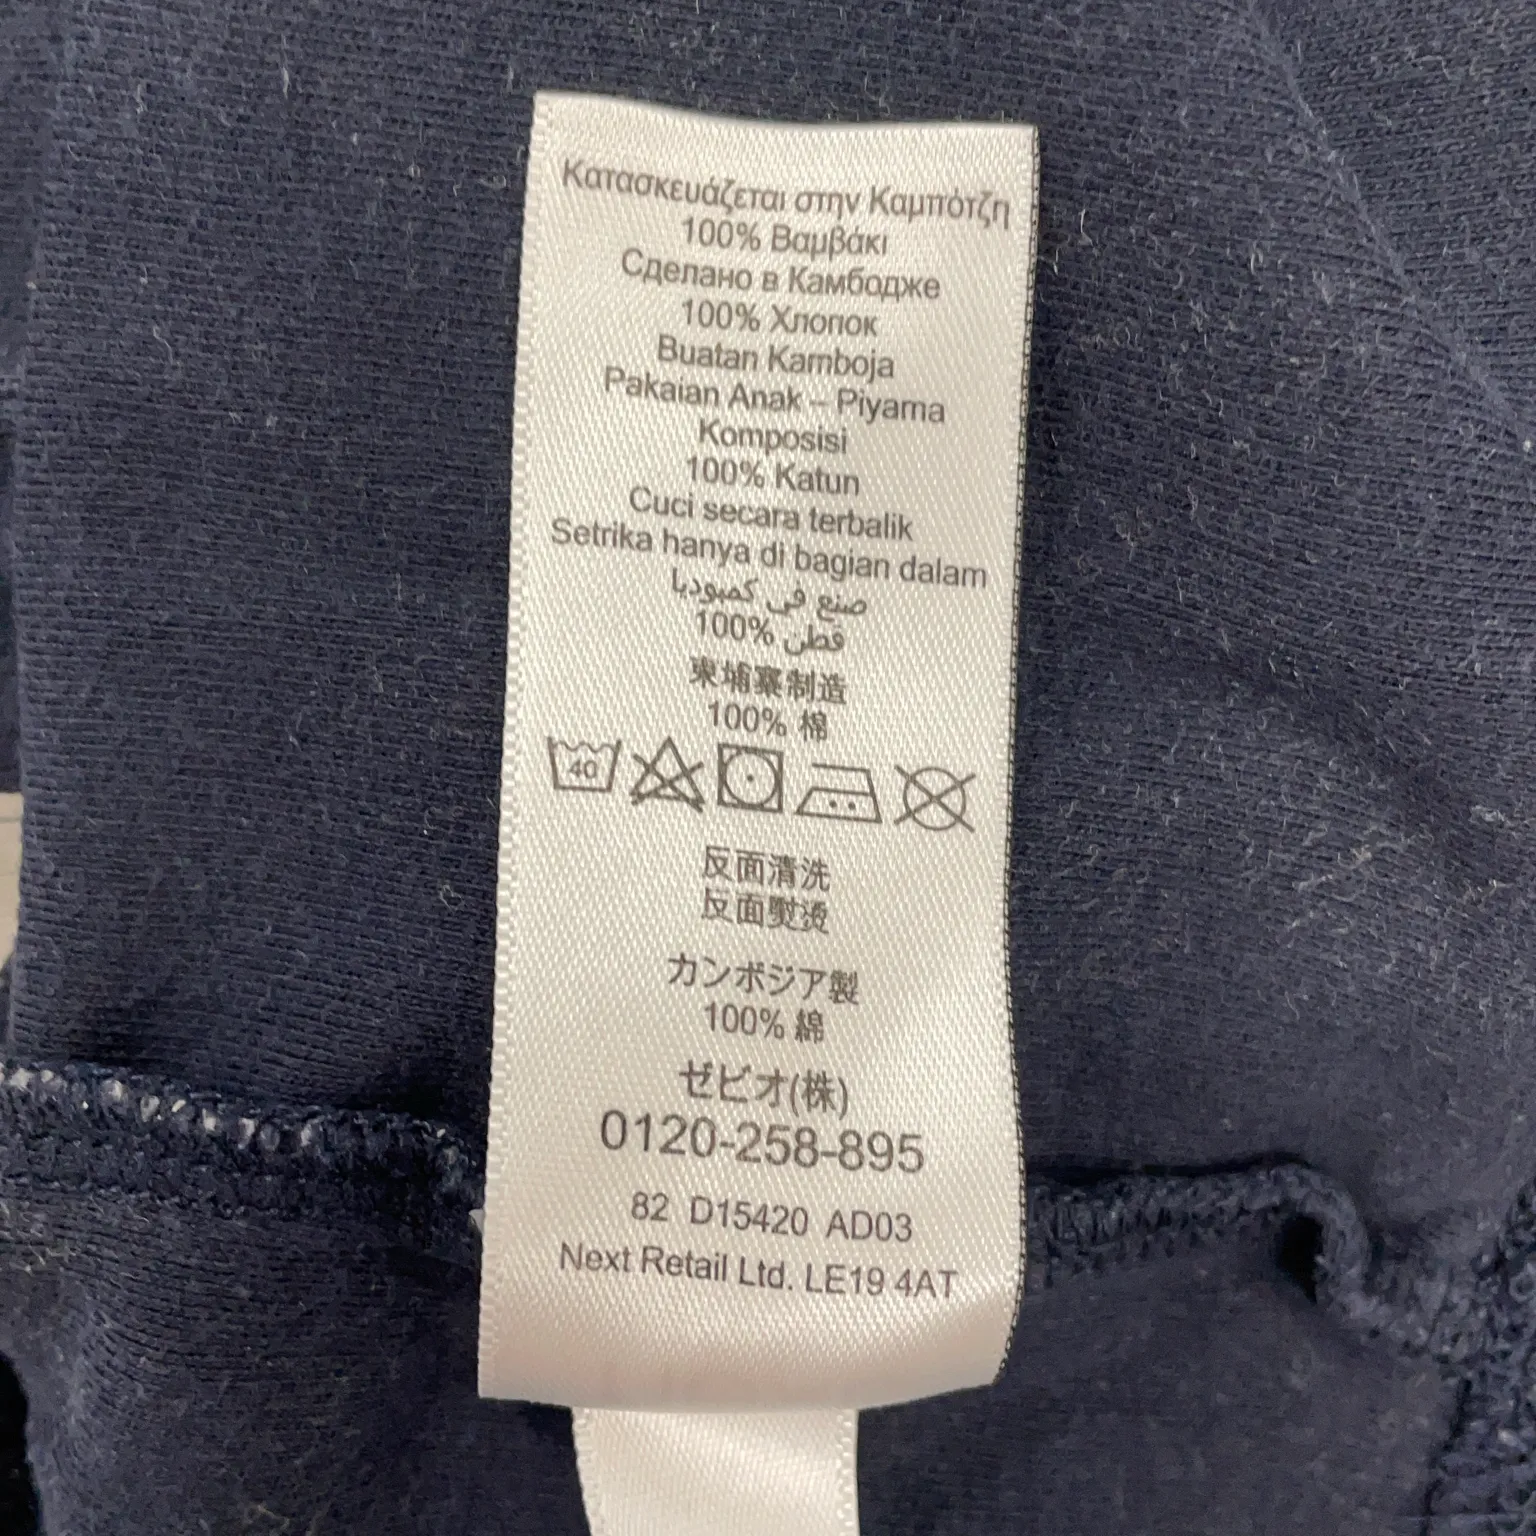 Κατασκευάζεται στην Καμπότζη
100% Βαμβάκι
Сделано в Камбодже
100% Хлопок
Buatan Kamboja
Pakaian Anak – Piyama
Komposisi
100% Katun
Cuci secara terbalik
Setrika hanya di bagian dalam
صنع في كمبوديا
100% قطن
柬埔寨制造
100% 棉
40
反面清洗
反面熨烫
カンボジア製
100% 綿
ゼビオ(株)
0120-258-895
82 D15420 AD03
Next Retail Ltd. LE19 4AT